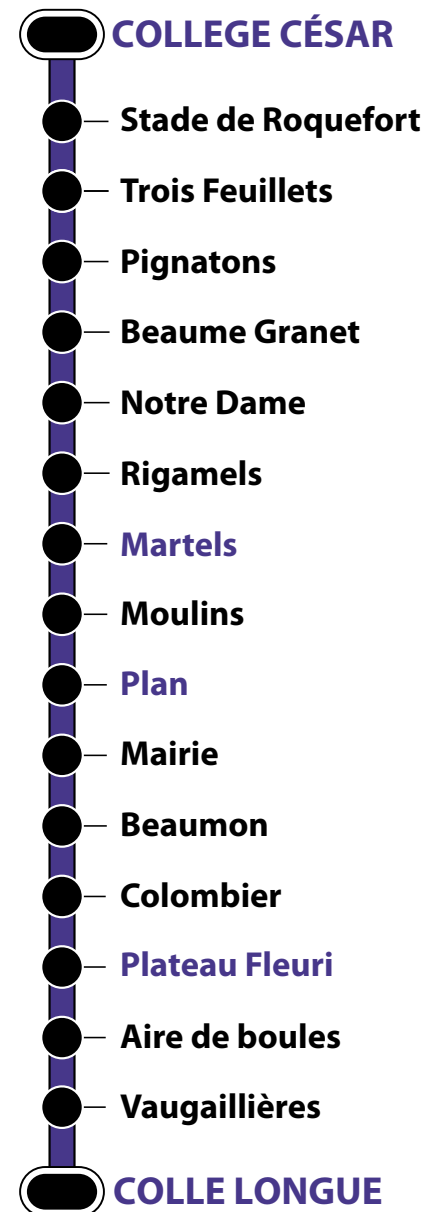 COLLEGE CÉSAR
Stade de Roquefort
Trois Feuillets
Pignatons
Beaume Granet
Notre Dame
Rigamels
Martels
Moulins
Plan
Mairie
Beaumon
Colombier
Plateau Fleuri
Aire de boules
Vaugaillières
COLLE LONGUE